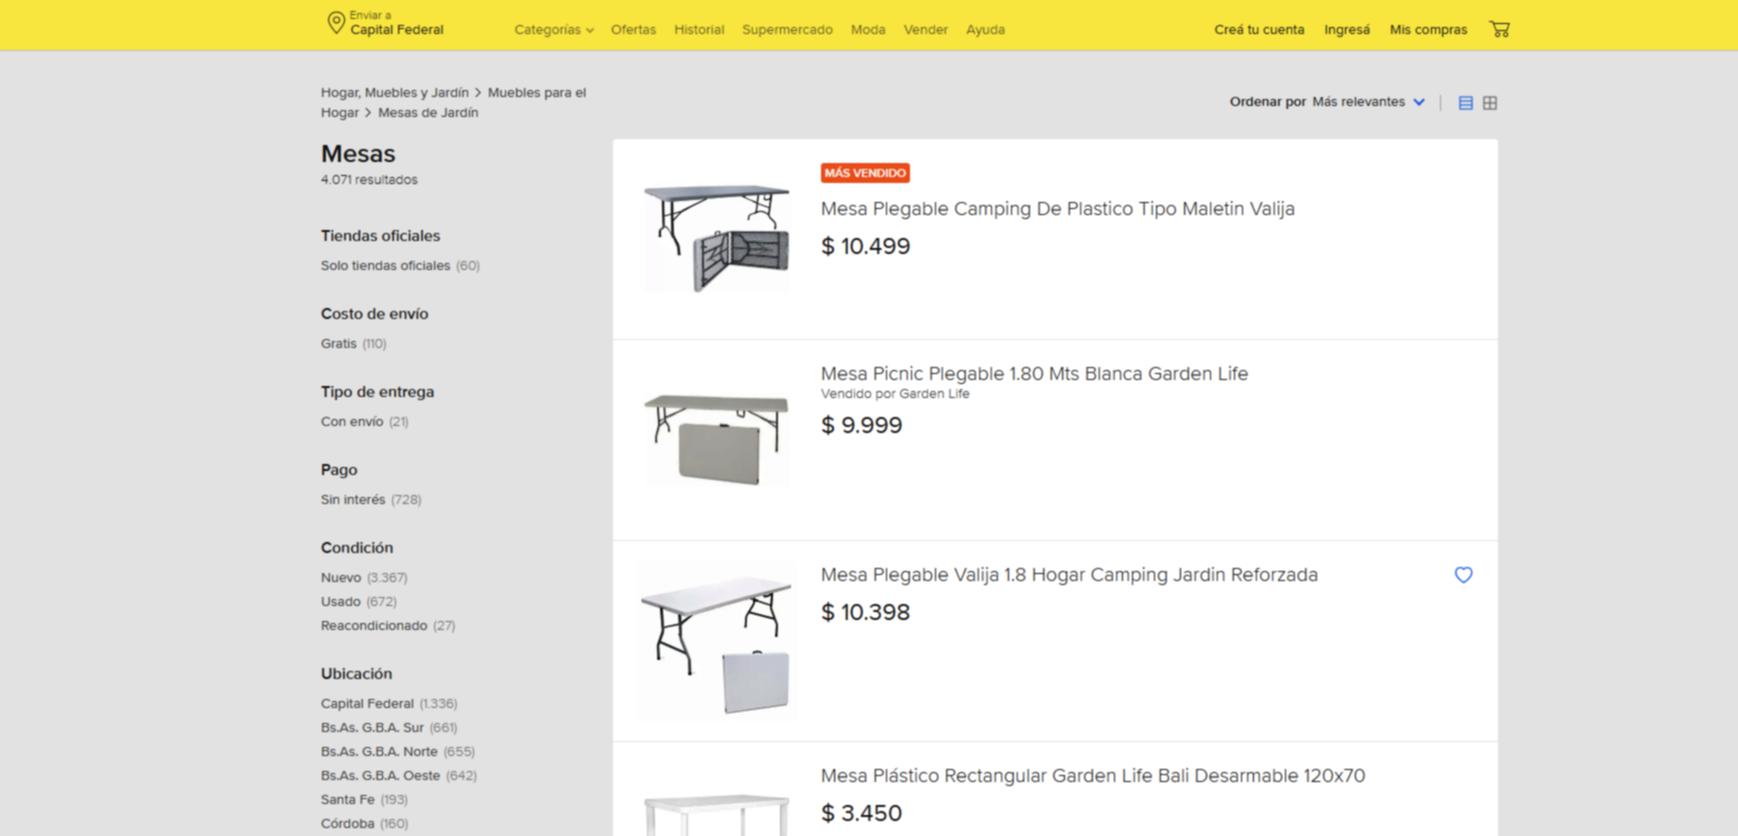 Enviar a
Capital Federal
Categorías Ofertas Historial Supermercado Moda Vender Ayuda
Creá tu cuenta Ingresá Mis compras
Hogar, Muebles y Jardín > Muebles para el
Hogar > Mesas de Jardín
Ordenar por Más relevantes
Mesas
4.071 resultados
Tiendas oficiales
Solo tiendas oficiales (60)
Costo de envío
Gratis (110)
Tipo de entrega
Con envío (21)
Pago
Sin interés (728)
Condición
Nuevo (3.367)
Usado (672)
Reacondicionado (27)
Ubicación
Capital Federal (1.336)
Bs.As. G.B.A. Sur (661)
Bs.As. G.B.A. Norte (655)
Bs.As. G.B.A. Oeste (642)
Santa Fe (193)
Córdoba (160)
MÁS VENDIDO
Mesa Plegable Camping De Plastico Tipo Maletin Valija
$ 10.499
Mesa Picnic Plegable 1.80 Mts Blanca Garden Life
Vendido por Garden Life
$ 9.999
Mesa Plegable Valija 1.8 Hogar Camping Jardin Reforzada
$ 10.398
Mesa Plástico Rectangular Garden Life Bali Desarmable 120x70
$ 3.450